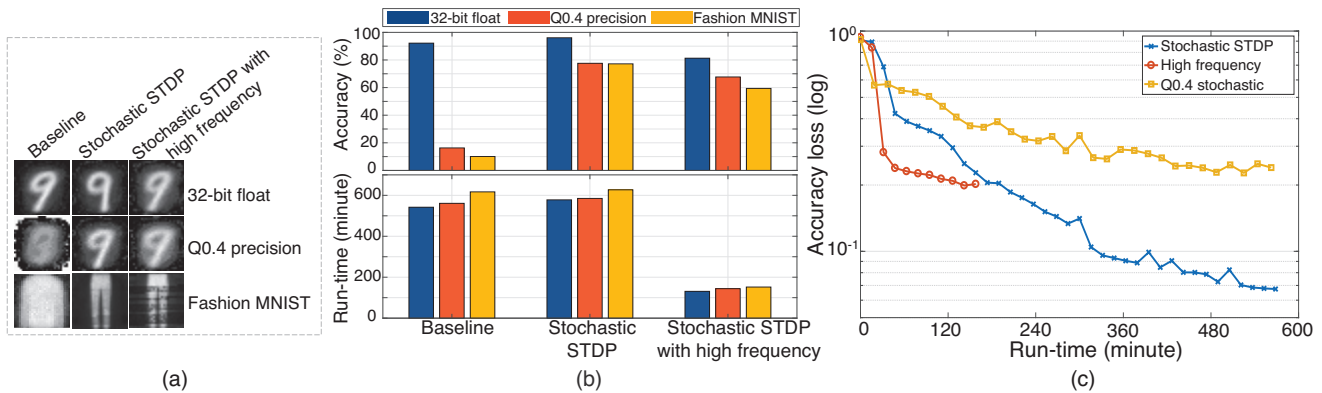 Baseline
Stochastic STDP
Stochastic STDP with
high frequency
32-bit float
Q0.4 precision
Fashion MNIST
(a)
32-bit float
Q0.4 precision
Fashion MNIST
Accuracy (%)
100
80
60
40
20
0
Run-time (minute)
600
400
200
0
Baseline
Stochastic
STDP
Stochastic STDP
with high frequency
(b)
Accuracy loss (log)
10^0
10^-1
Stochastic STDP
High frequency
Q0.4 stochastic
0
120
240
360
480
600
Run-time (minute)
(c)